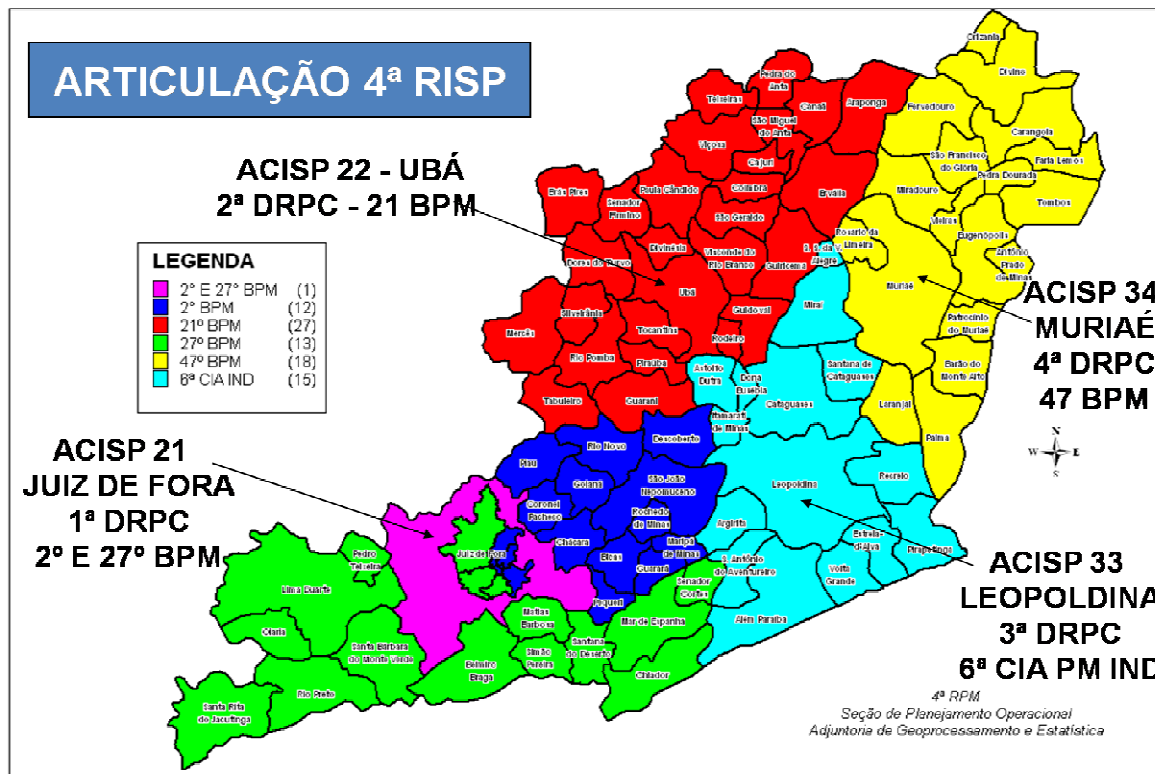 ARTICULAÇÃO 4ª RISP
ACISP 22 - UBÁ
2ª DRPC - 21 BPM
LEGENDA
2° E 27° BPM (1)
2° BPM (12)
21º BPM (27)
27º BPM (13)
47º BPM (18)
6ª CIA IND (15)
ACISP 34
MURIAÉ
4ª DRPC
47 BPM
N
W E
S
ACISP 21
JUIZ DE FORA
1ª DRPC
2º E 27º BPM
ACISP 33
LEOPOLDINA
3ª DRPC
6ª CIA PM IND
4ª RPM
Seção de Planejamento Operacional
Adjuntoria de Geoprocessamento e Estatística
Orizania
Divino
Pedra do
Anta
Teixeiras
Canaã
Araponga
Fervedouro
São Miguel
do Anta
Carangola
Viçosa
Cajuri
São Francisco
do Glória
Faria Lemos
Pedra Dourada
Coimbra
Ervalia
Miradouro
Tombos
Brás Pires
Paula Cândido
Senador
Firmino
São Geraldo
Vieiras
Eugenópolis
Rosário da
Limeira
Divinésia
Visconde do
Rio Branco
Guiricema
Dores do Turvo
Antônio
Prado de Minas
Ubá
Miraí
Muriaé
Silveirânia
Guidoval
Patrocínio
do Muriaé
Mercês
Tocantins
Rodeiro
Rio Pomba
Piraúba
Astolfo
Dutra
Dona
Eusébia
Santana de
Cataguases
Barão do
Monte Alto
Tabuleiro
Guarani
Cataguases
Laranjal
Itamarati
de Minas
Palma
Rio Novo
Descoberto
Piau
Goianá
São João
Nepomuceno
Leopoldina
Recreio
Coronel
Pacheco
Rochedo
de Minas
Argirita
Chácara
Bicas
Maripá
de Minas
Estrela
Dalva
Pirapetinga
Juiz de Fora
Pedro
Teixeira
Guarará
S. Antônio
do Aventureiro
Volta
Grande
Lima Duarte
Senador
Cortes
Pequeri
Matias
Barbosa
Mar de Espanha
Além Paraíba
Olaria
Santa Bárbara
do Monte Verde
Simão
Pereira
Santana
do Deserto
Belmiro
Braga
Chiador
Rio Preto
Santa Rita
do Jacutinga